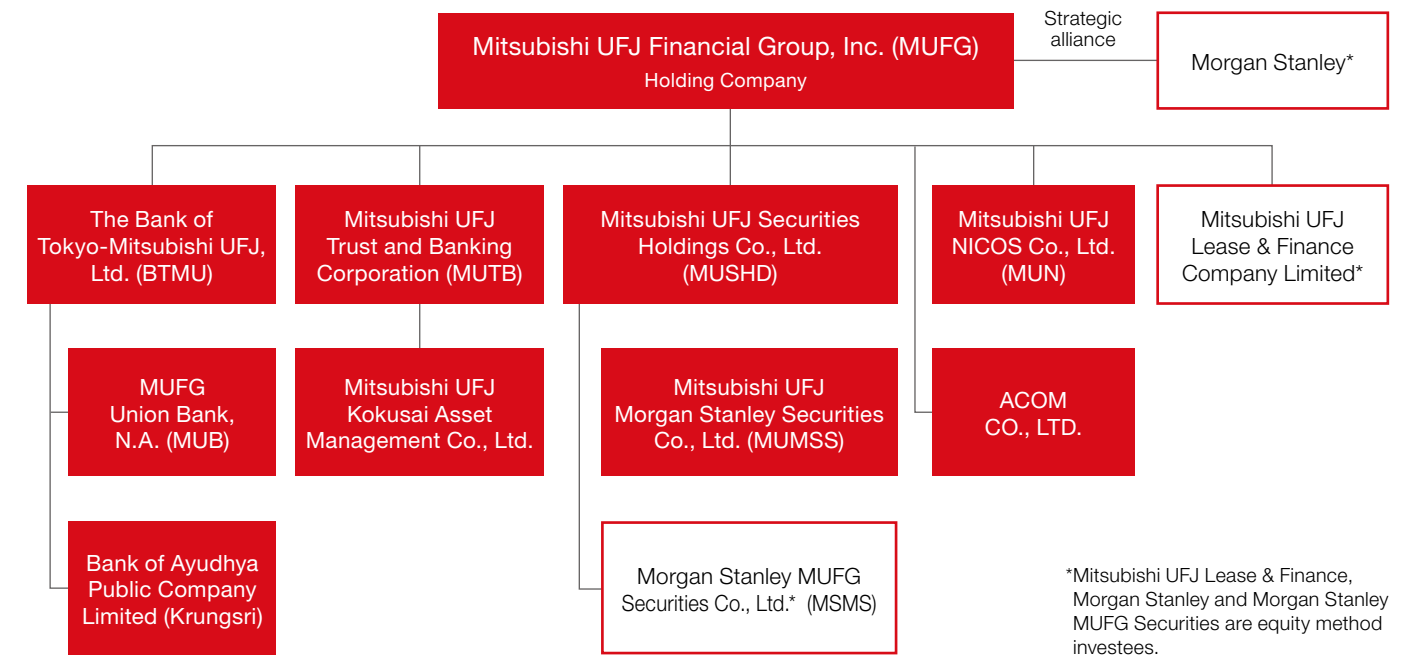 Mitsubishi UFJ Financial Group, Inc. (MUFG)
Holding Company
Strategic
alliance
Morgan Stanley*
The Bank of
Tokyo-Mitsubishi UFJ,
Ltd. (BTMU)
Mitsubishi UFJ
Trust and Banking
Corporation (MUTB)
Mitsubishi UFJ Securities
Holdings Co., Ltd.
(MUSHD)
Mitsubishi UFJ
NICOS Co., Ltd.
(MUN)
Mitsubishi UFJ
Lease & Finance
Company Limited*
MUFG
Union Bank,
N.A. (MUB)
Mitsubishi UFJ
Kokusai Asset
Management Co., Ltd.
Mitsubishi UFJ
Morgan Stanley Securities
Co., Ltd. (MUMSS)
ACOM
CO., LTD.
Bank of Ayudhya
Public Company
Limited (Krungsri)
Morgan Stanley MUFG
Securities Co., Ltd.* (MSMS)
*Mitsubishi UFJ Lease & Finance,
Morgan Stanley and Morgan Stanley
MUFG Securities are equity method
investees.